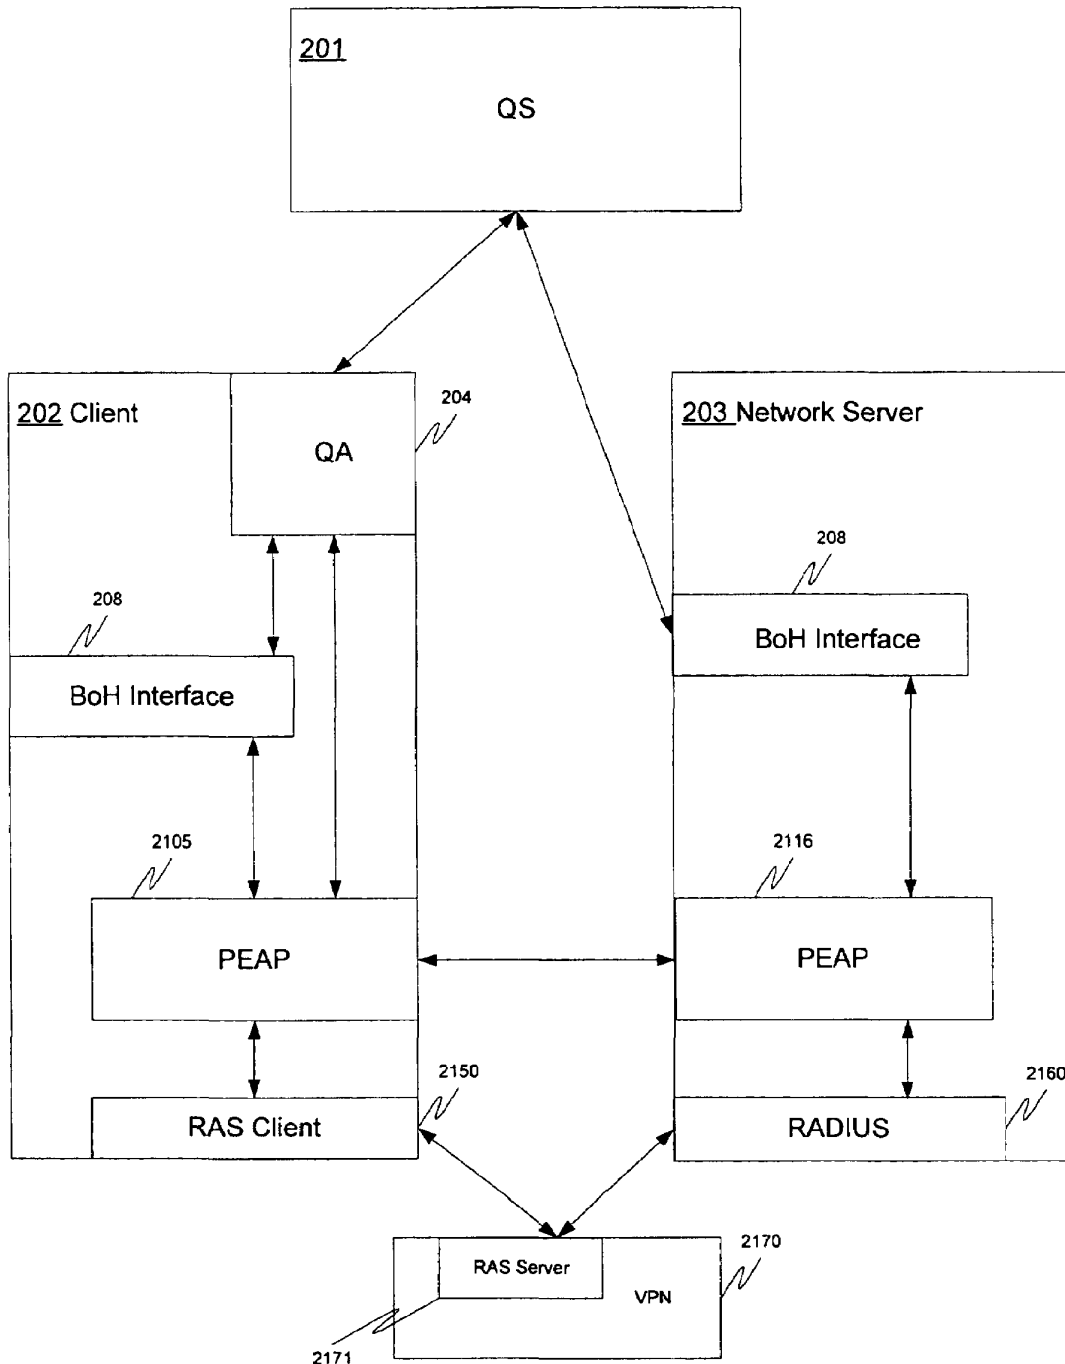 201
QS
202 Client
204
QA
203 Network Server
208
BoH Interface
208
BoH Interface
2105
PEAP
2116
PEAP
2150
RAS Client
2160
RADIUS
RAS Server
2170
VPN
2171